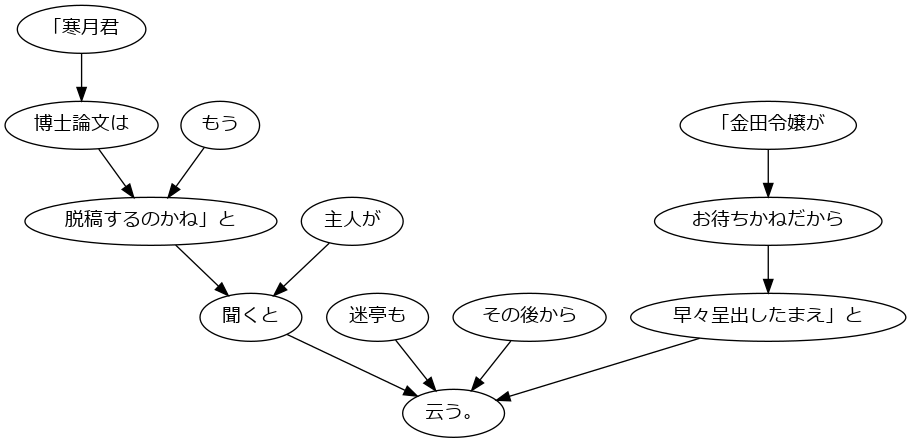 「寒月君
博士論文は
もう
「金田令嬢が
脱稿するのかね」と
主人が
お待ちかねだから
聞くと
迷亭も
その後から
早々呈出したまえ」と
云う。